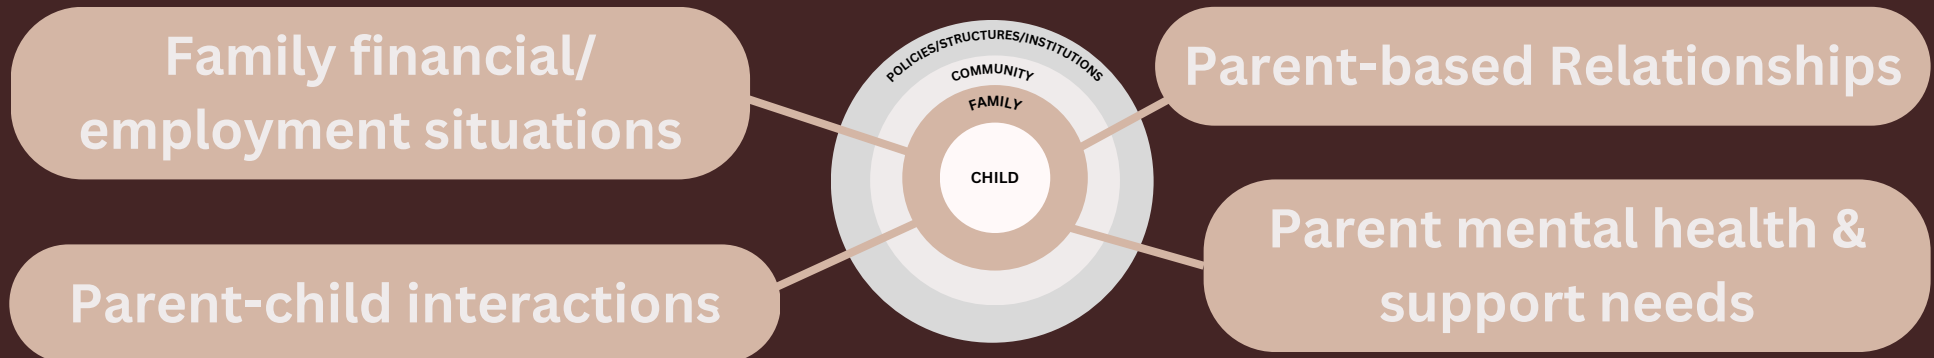 Family financial/
employment situations
Parent-child interactions
POLICIES/STRUCTURES/INSTITUTIONS
COMMUNITY
FAMILY
CHILD
Parent-based Relationships
Parent mental health &
support needs